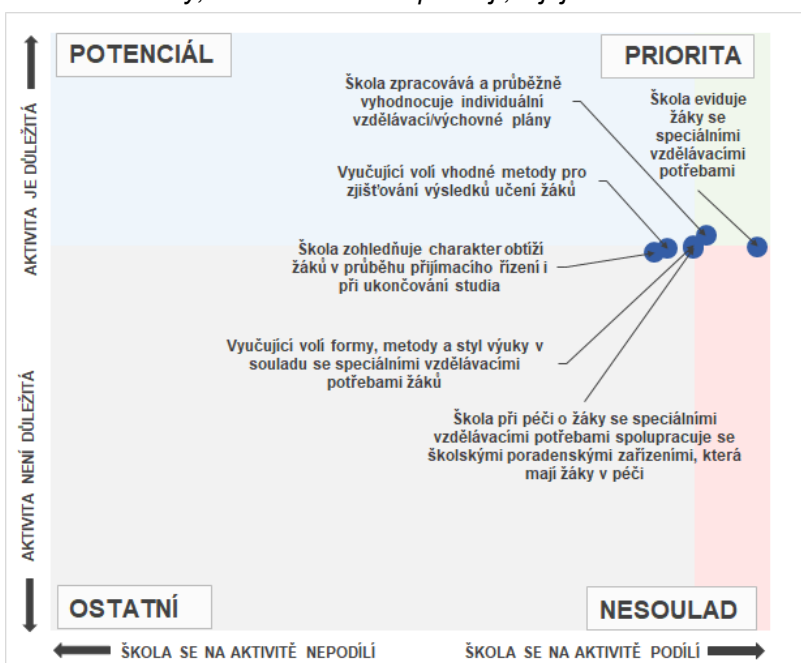 POTENCIÁL
PRIORITA
Škola zpracovává a průběžně
vyhodnocuje individuální
vzdělávací/výchovné plány
Škola eviduje
žáky se
speciálními
vzdělávacími
potřebami
Vyučující volí vhodné metody pro
zjišťování výsledků učení žáků
Škola zohledňuje charakter obtíží
žáků v průběhu přijímacího řízení i
při ukončování studia
Vyučující volí formy, metody a styl výuky v
souladu se speciálními vzdělávacími
potřebami žáků
Škola při péči o žáky se speciálními
vzdělávacími potřebami spolupracuje se
školskými poradenskými zařízeními, která
mají žáky v péči
AKTIVITA JE DŮLEŽITÁ
AKTIVITA NENÍ DŮLEŽITÁ
OSTATNÍ
NESOULAD
ŠKOLA SE NA AKTIVITĚ NEPODÍLÍ
ŠKOLA SE NA AKTIVITĚ PODÍLÍ